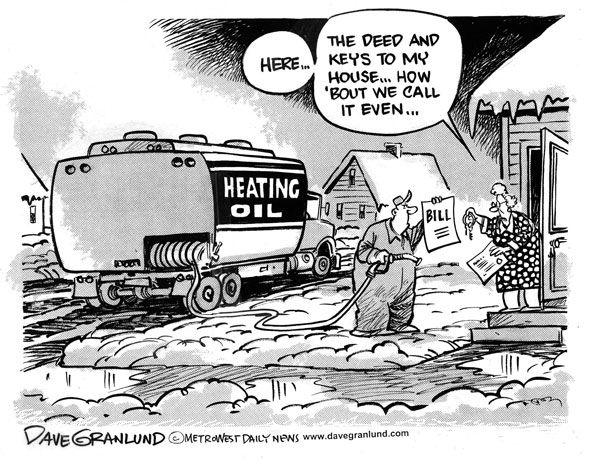 HERE...
THE DEED AND
KEYS TO MY
HOUSE... HOW
'BOUT WE CALL
IT EVEN...
HEATING
OIL
BILL
DAVE GRANLUND © METROWEST DAILY NEWS www.davegranlund.com